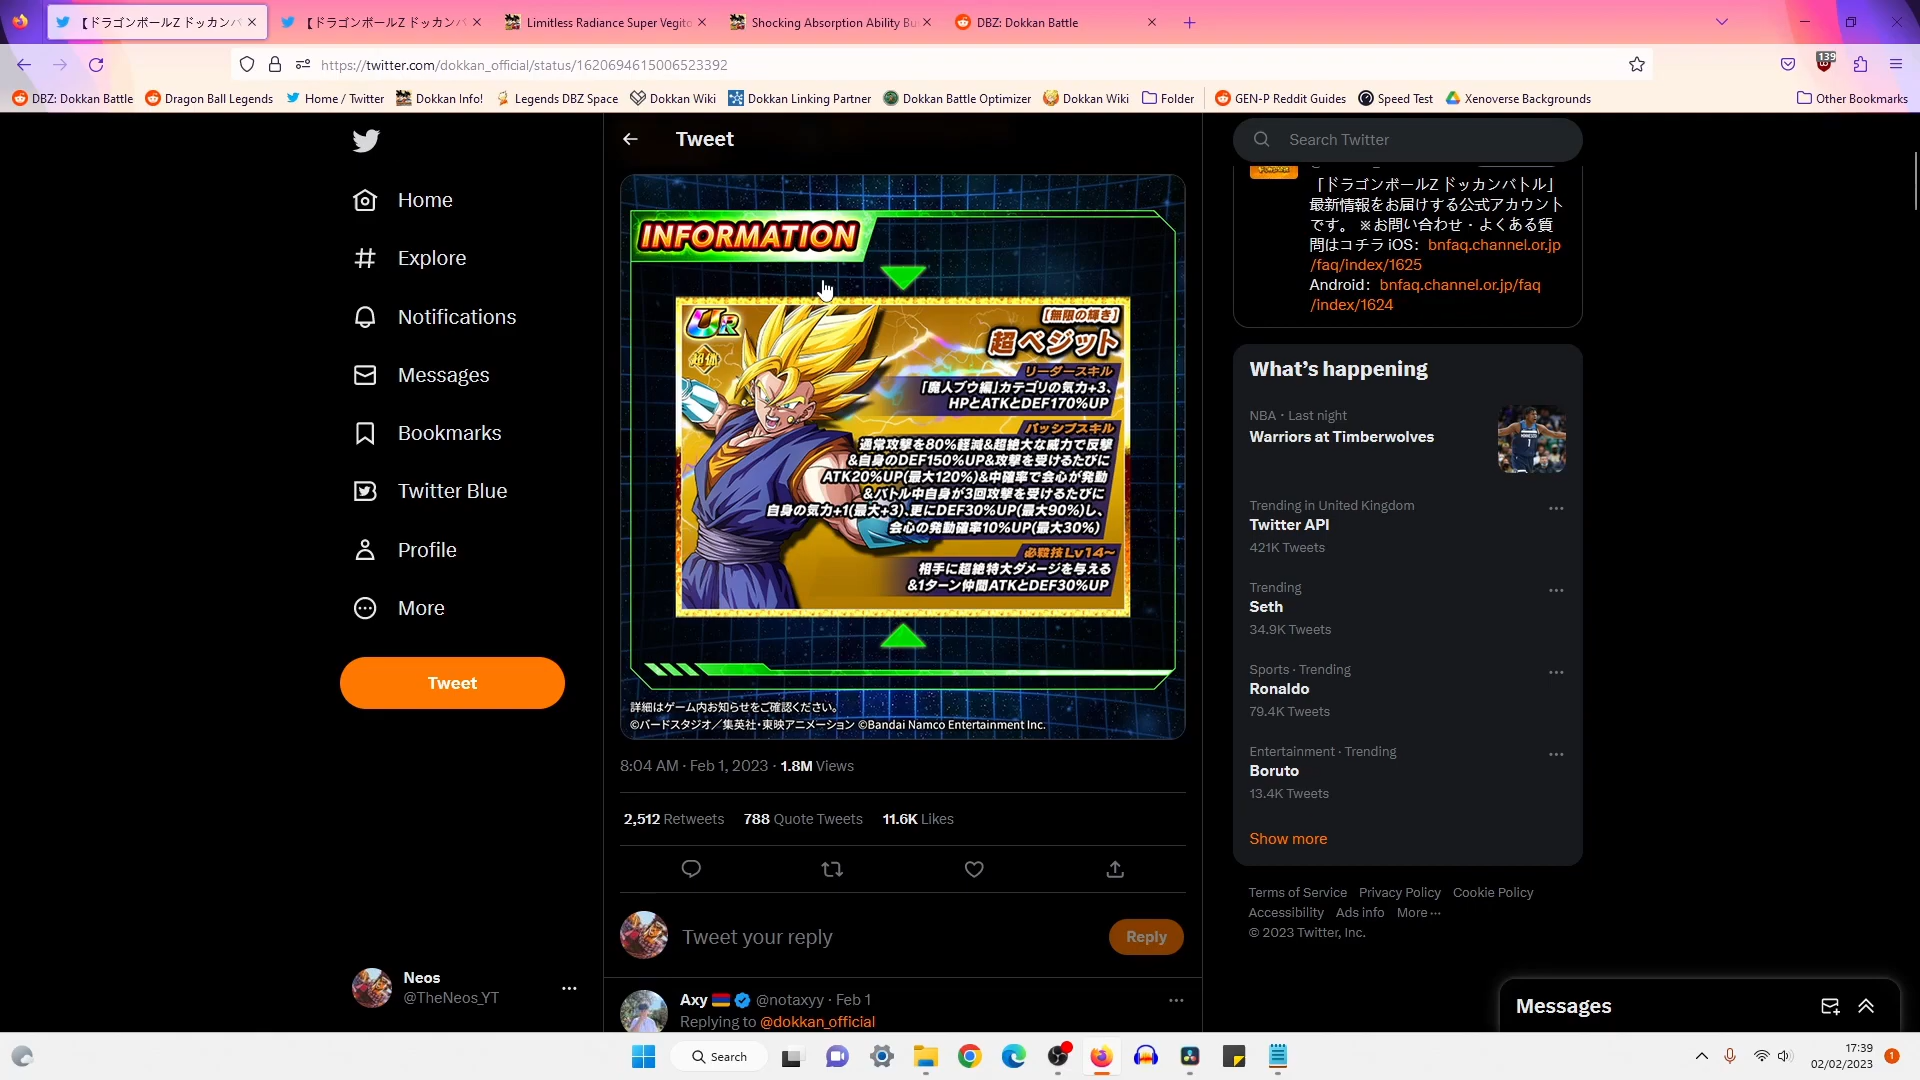 【ドラゴンボールZ ドッカンバ
【ドラゴンボールZ ドッカンバ
Limitless Radiance Super Vegito
Shocking Absorption Ability Bu
DBZ: Dokkan Battle
https://twitter.com/dokkan_official/status/1620694615006523392
139
DBZ: Dokkan Battle
Dragon Ball Legends
Home / Twitter
Dokkan Info!
Legends DBZ Space
Dokkan Wiki
Dokkan Linking Partner
Dokkan Battle Optimizer
Dokkan Wiki
Folder
GEN-P Reddit Guides
Speed Test
Xenoverse Backgrounds
Other Bookmarks
Home
Explore
Notifications
Messages
Bookmarks
Twitter Blue
Profile
More
Tweet
Neos
@TheNeos_YT
Tweet
INFORMATION
UR
超体
[無限の輝き]
超ベジット
リーダースキル
「魔人ブウ編」カテゴリの気力+3、
HPとATKとDEF170%UP
パッシブスキル
通常攻撃を80%軽減&超絶大な威力で反撃
&自身のDEF150%UP&攻撃を受けるたびに
ATK20%UP(最大120%)&中確率で会心が発動
&バトル中自身が3回攻撃を受けるたびに
自身の気力+1(最大+3)、更にDEF30%UP(最大90%)し、
会心の発動確率10%UP(最大30%)
必殺技Lv14~
相手に超絶特大ダメージを与える
&1ターン仲間ATKとDEF30%UP
詳細はゲーム内お知らせをご確認ください。
©バードスタジオ／集英社・東映アニメーション ©Bandai Namco Entertainment Inc.
8:04 AM · Feb 1, 2023 · 1.8M Views
2,512 Retweets 788 Quote Tweets 11.6K Likes
Tweet your reply
Reply
Axy @notaxyy · Feb 1
Replying to @dokkan_official
Search Twitter
「ドラゴンボールZ ドッカンバトル」
最新情報をお届けする公式アカウント
です。 ※お問い合わせ・よくある質
問はコチラ iOS： bnfaq.channel.or.jp
/faq/index/1625
Android： bnfaq.channel.or.jp/faq
/index/1624
What's happening
NBA · Last night
Warriors at Timberwolves
Trending in United Kingdom
Twitter API
421K Tweets
Trending
Seth
34.9K Tweets
Sports · Trending
Ronaldo
79.4K Tweets
Entertainment · Trending
Boruto
13.4K Tweets
Show more
Terms of Service Privacy Policy Cookie Policy
Accessibility Ads info More ···
© 2023 Twitter, Inc.
Messages
Search
17:39
02/02/2023
1